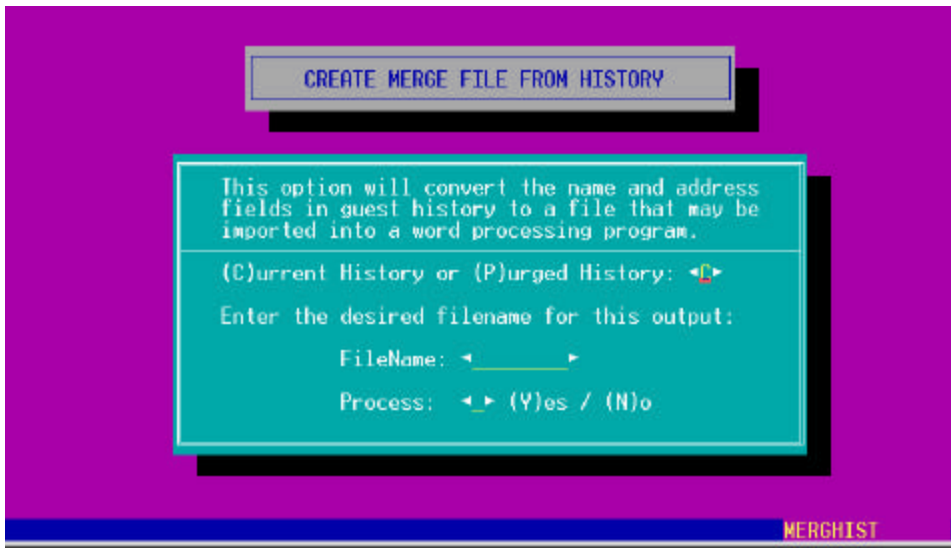 CREATE MERGE FILE FROM HISTORY
This option will convert the name and address
fields in guest history to a file that may be
imported into a word processing program.
(C)urrent History or (P)urged History: ◄C►
Enter the desired filename for this output:
FileName: ◄________►
Process: ◄_► (Y)es / (N)o
MERGHIST